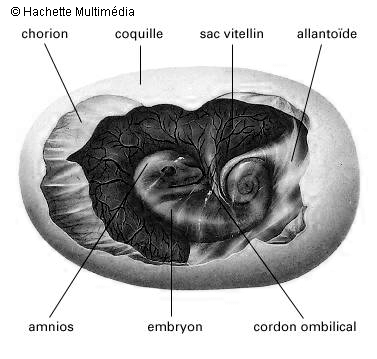 © Hachette Multimédia
chorion coquille sac vitellin allantoïde
amnios embryon cordon ombilical